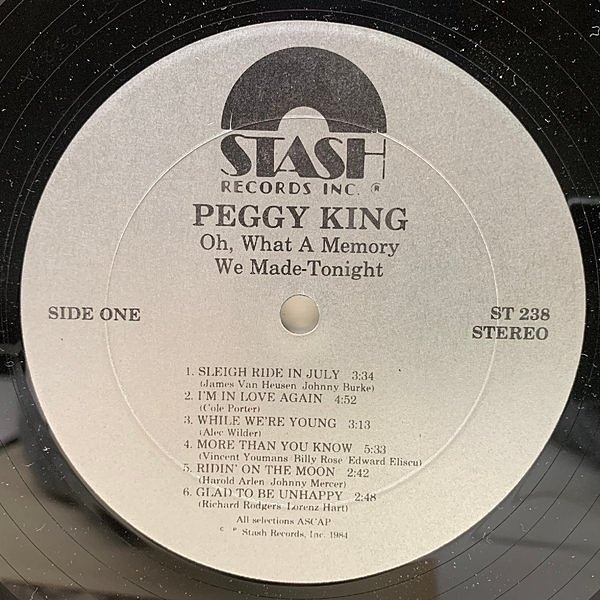 STASH
RECORDS INC. ®
PEGGY KING
Oh, What A Memory
We Made-Tonight
SIDE ONE
ST 238
STEREO
1. SLEIGH RIDE IN JULY 3:34
(James Van Heusen Johnny Burke)
2. I'M IN LOVE AGAIN 4:52
(Cole Porter)
3. WHILE WE'RE YOUNG 3:13
(Alec Wilder)
4. MORE THAN YOU KNOW 5:33
(Vincent Youmans Billy Rose Edward Eliscu)
5. RIDIN' ON THE MOON 2:42
(Harold Arlen Johnny Mercer)
6. GLAD TO BE UNHAPPY 2:48
(Richard Rodgers Lorenz Hart)
All selections ASCAP
© ℗ Stash Records, Inc. 1984